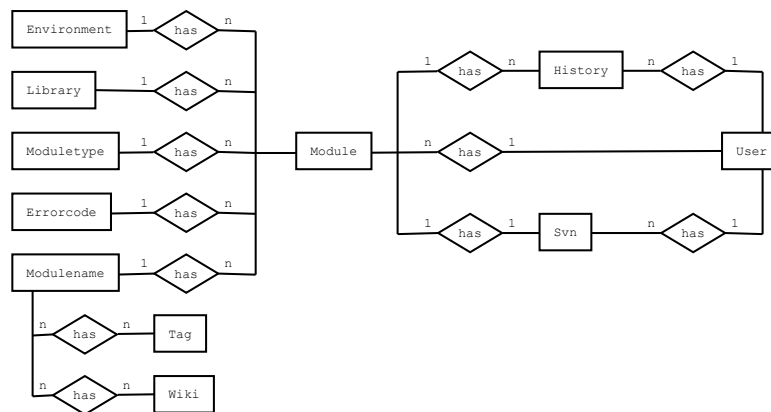 Environment 1 has n
Library 1 has n
Moduletype 1 has n
Errorcode 1 has n
Modulename 1 has n
n has n Tag
n has n Wiki
Module
1 has n History n has 1
n has 1 User
1 has 1 Svn n has 1